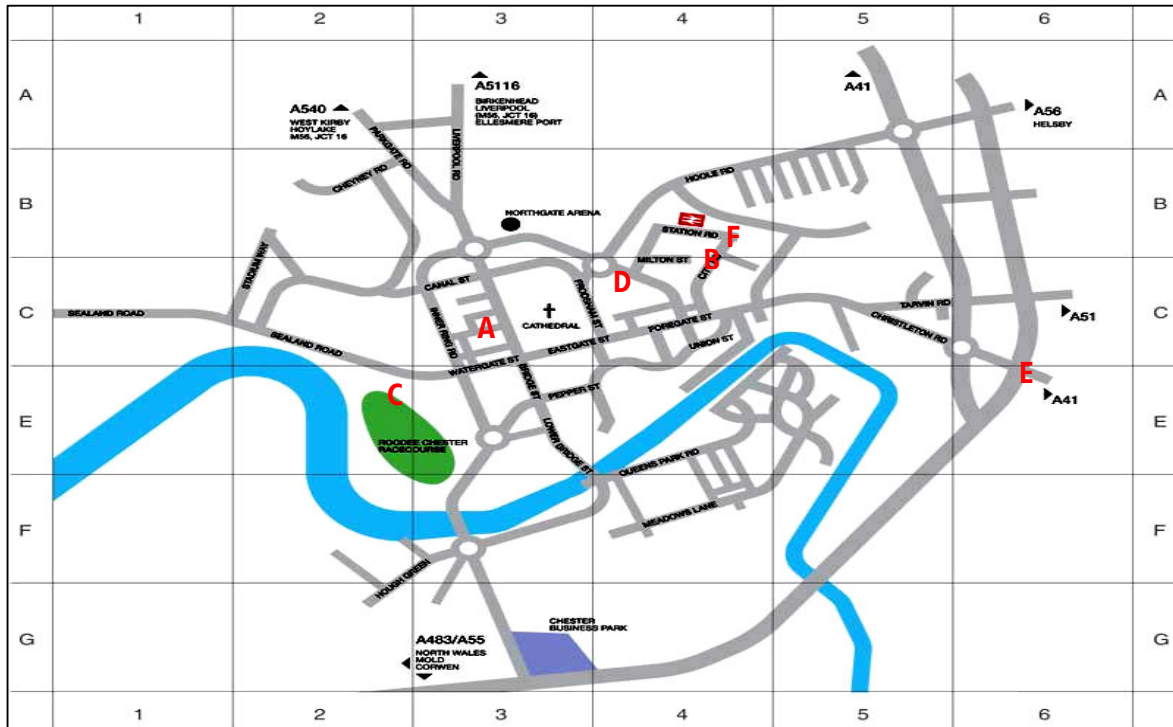 1 2 3 4 5 6
A A
A5116
BIRKENHEAD
LIVERPOOL
(M56, JCT 16)
ELLESMERE PORT
A540
WEST KIRBY
HOYLAKE
M56, JCT 16
A41
A56
HELSBY
PARKGATE RD
LIVERPOOL RD
CHEYNEY RD
HOOLE RD
B B
NORTHGATE ARENA
STATION RD
F
STADIUM WAY
MILTON ST
B
D
CANAL ST
FRODSHAM ST
C C
SEALAND ROAD
INNER RING RD
A
CATHEDRAL
TARVIN RD
A51
CHRISTLETON RD
FOREGATE ST
SEALAND ROAD
EASTGATE ST
UNION ST
WATERGATE ST
BRIDGE ST
E
C
PEPPER ST
A41
E E
ROODEE CHESTER
RACECOURSE
LOWER BRIDGE ST
QUEENS PARK RD
MEADOWS LANE
F F
HOUGH GREEN
CHESTER
BUSINESS PARK
G G
A483/A55
NORTH WALES
MOLD
CORWEN
1 2 3 4 5 6